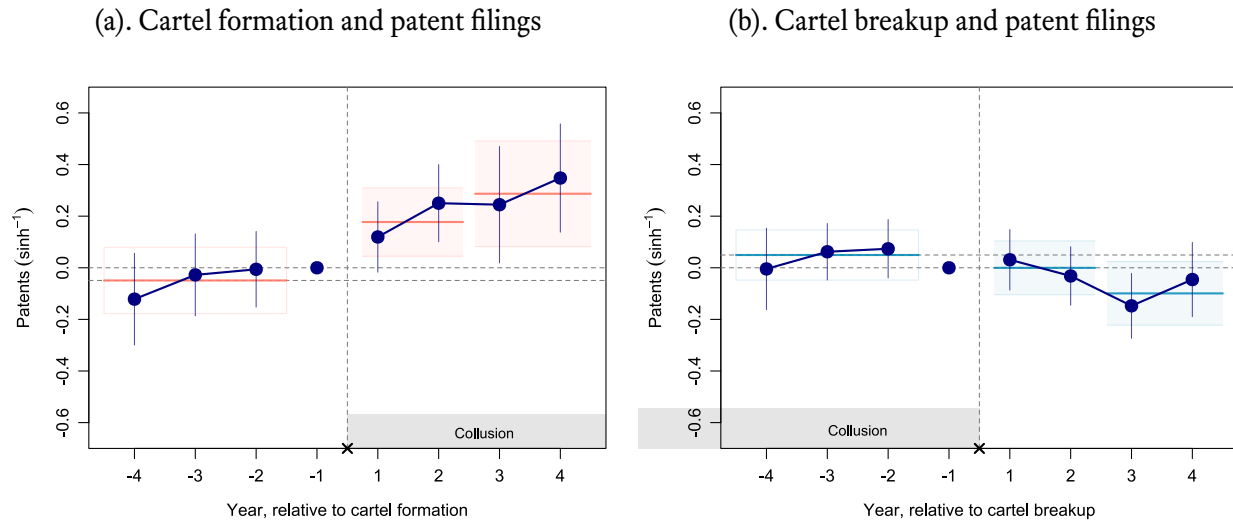 (a). Cartel formation and patent filings
Patents (sinh⁻¹)
0.6
0.4
0.2
0.0
-0.2
-0.4
-0.6
Collusion
-4 -3 -2 -1 1 2 3 4
Year, relative to cartel formation
(b). Cartel breakup and patent filings
Patents (sinh⁻¹)
0.6
0.4
0.2
0.0
-0.2
-0.4
-0.6
Collusion
-4 -3 -2 -1 1 2 3 4
Year, relative to cartel breakup